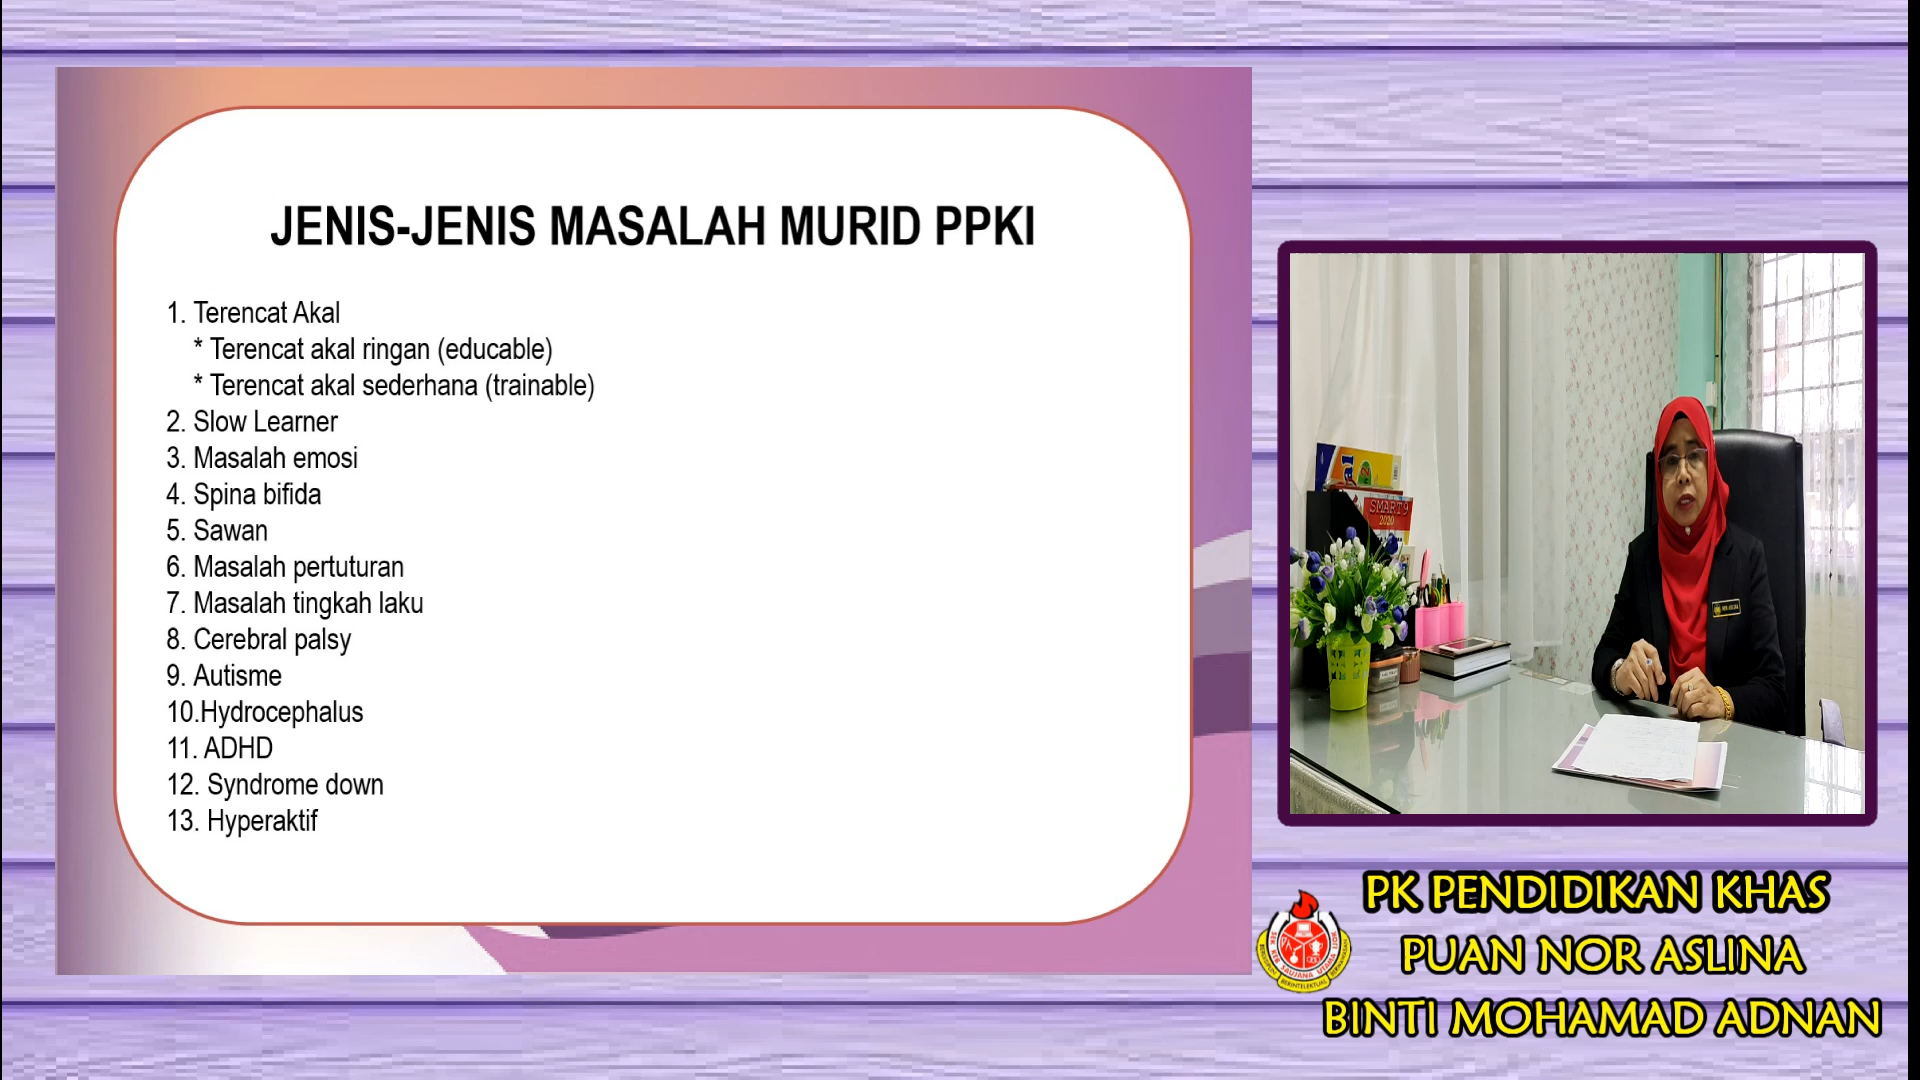 JENIS-JENIS MASALAH MURID PPKI
1. Terencat Akal
* Terencat akal ringan (educable)
* Terencat akal sederhana (trainable)
2. Slow Learner
3. Masalah emosi
4. Spina bifida
5. Sawan
6. Masalah pertuturan
7. Masalah tingkah laku
8. Cerebral palsy
9. Autisme
10.Hydrocephalus
11. ADHD
12. Syndrome down
13. Hyperaktif
SMART9
2020
PK PENDIDIKAN KHAS
PUAN NOR ASLINA
BINTI MOHAMAD ADNAN